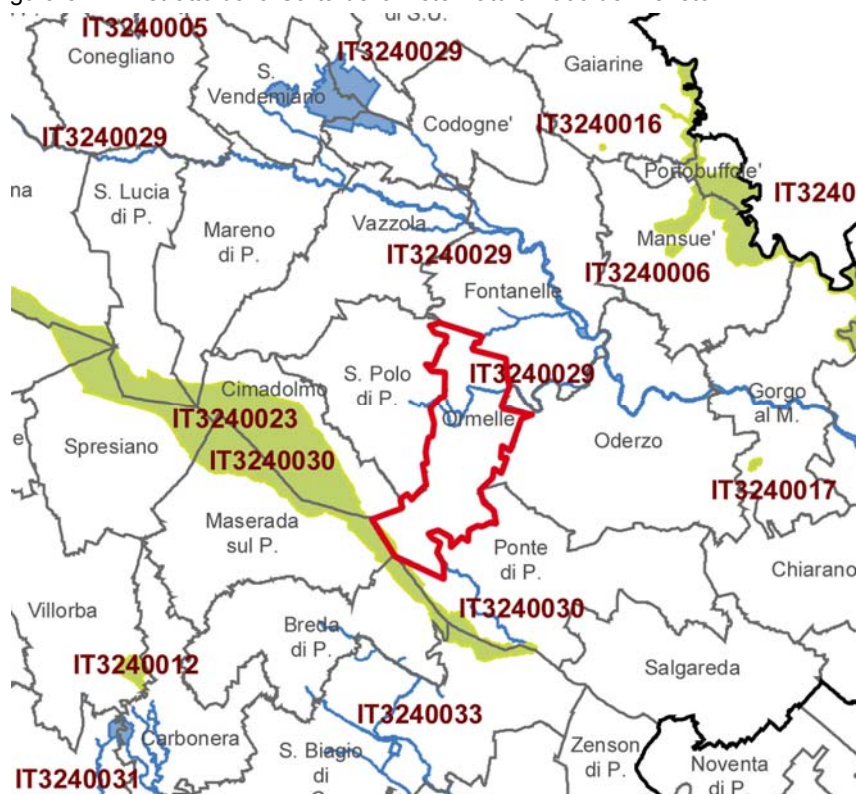 IT3240005
Conegliano
IT3240029
S.
Vendemiano
Gaiarine
Codogne'
IT3240016
IT3240029
Portobuffole'
IT3240
na
S. Lucia
di P.
Mareno
di P.
Vazzola
Mansue'
IT3240029
IT3240006
Fontanelle
S. Polo
di P.
IT3240029
Cimadolmo
Gorgo
al M.
IT3240023
Ormelle
Oderzo
e
Spresiano
IT3240030
IT3240017
Maserada
sul P.
Ponte
di P.
Chiarano
Villorba
IT3240030
Breda
di P.
IT3240012
Salgareda
IT3240033
Carbonera
S. Biagio
di
Zenson
di P.
Noventa
di P.
IT3240031